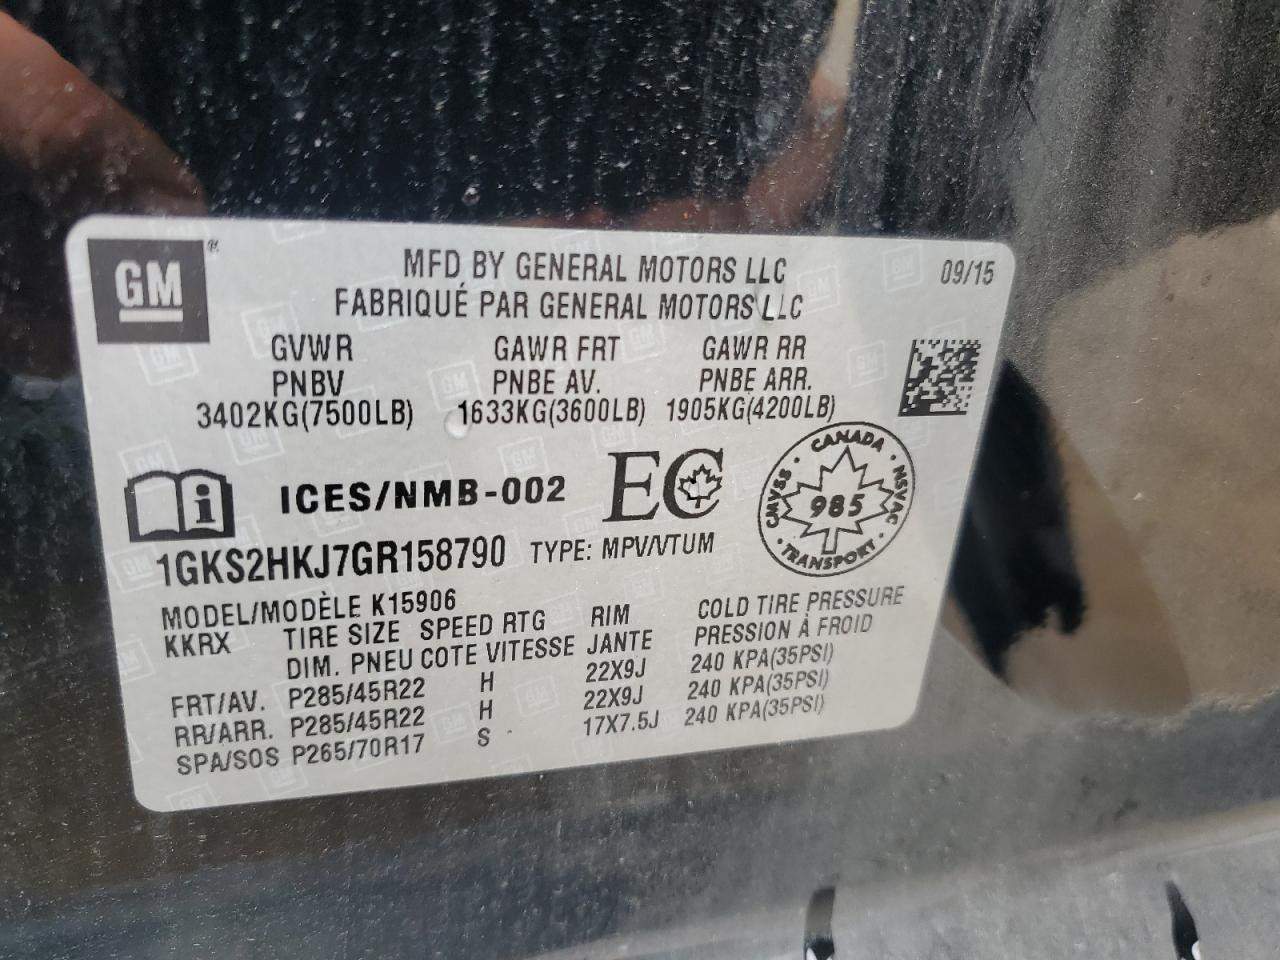 GM
MFD BY GENERAL MOTORS LLC 09/15
FABRIQUÉ PAR GENERAL MOTORS LLC
GVWR GAWR FRT GAWR RR
PNBV PNBE AV. PNBE ARR.
3402KG(7500LB) 1633KG(3600LB) 1905KG(4200LB)
i ICES/NMB-002 EC
CANADA
CMVSS 985 NSVAC
TRANSPORT
1GKS2HKJ7GR158790 TYPE: MPV/VTUM
MODEL/MODÈLE K15906
KKRX TIRE SIZE SPEED RTG RIM COLD TIRE PRESSURE
DIM. PNEU COTE VITESSE JANTE PRESSION À FROID
FRT/AV. P285/45R22 H 22X9J 240 KPA(35PSI)
RR/ARR. P285/45R22 H 22X9J 240 KPA(35PSI)
SPA/SOS P265/70R17 S 17X7.5J 240 KPA(35PSI)